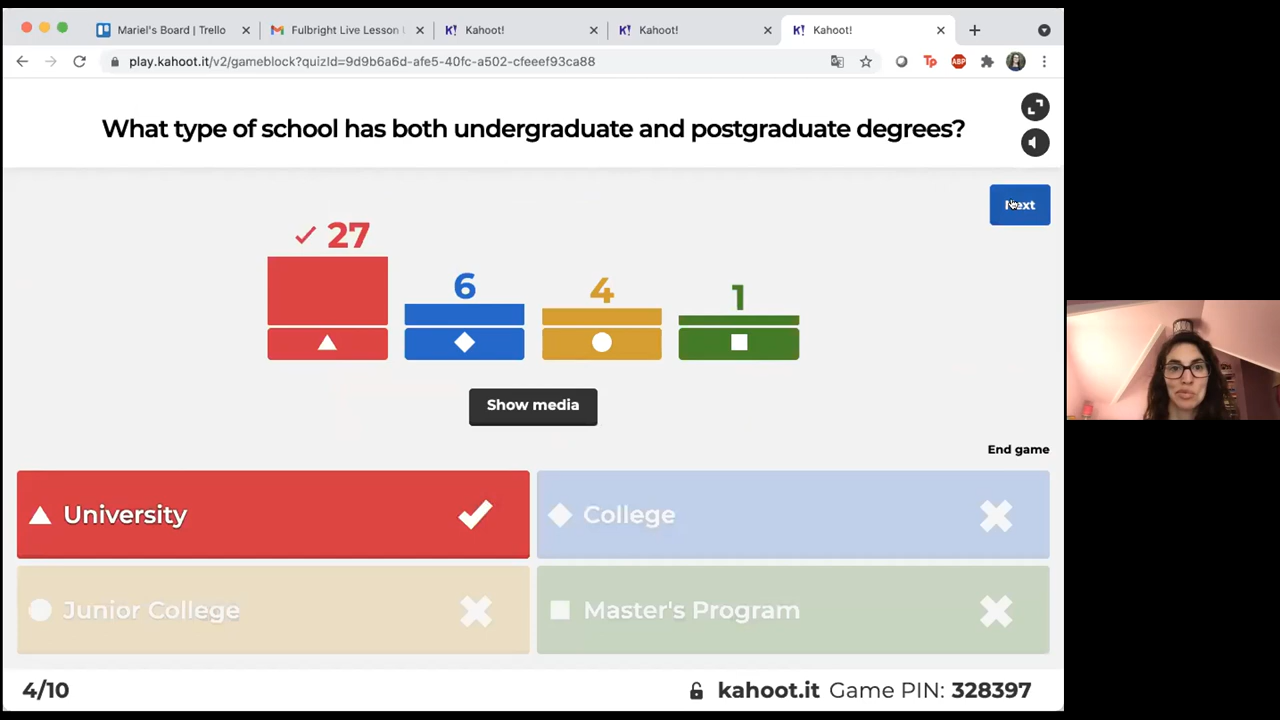 Mariel's Board | Trello
Fulbright Live Lesson
K! Kahoot!
K! Kahoot!
K! Kahoot!
play.kahoot.it/v2/gameblock?quizId=9d9b6a6d-afe5-40fc-a502-cfeeef93ca88
Tp
ABP
What type of school has both undergraduate and postgraduate degrees?
Next
27
6
4
1
Show media
End game
University
College
Junior College
Master's Program
4/10
kahoot.it Game PIN: 328397